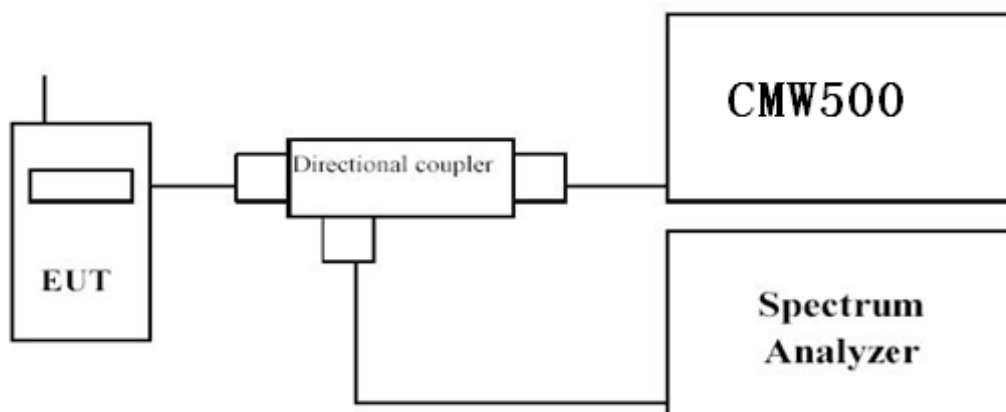 CMW500
Directional coupler
EUT
Spectrum
Analyzer